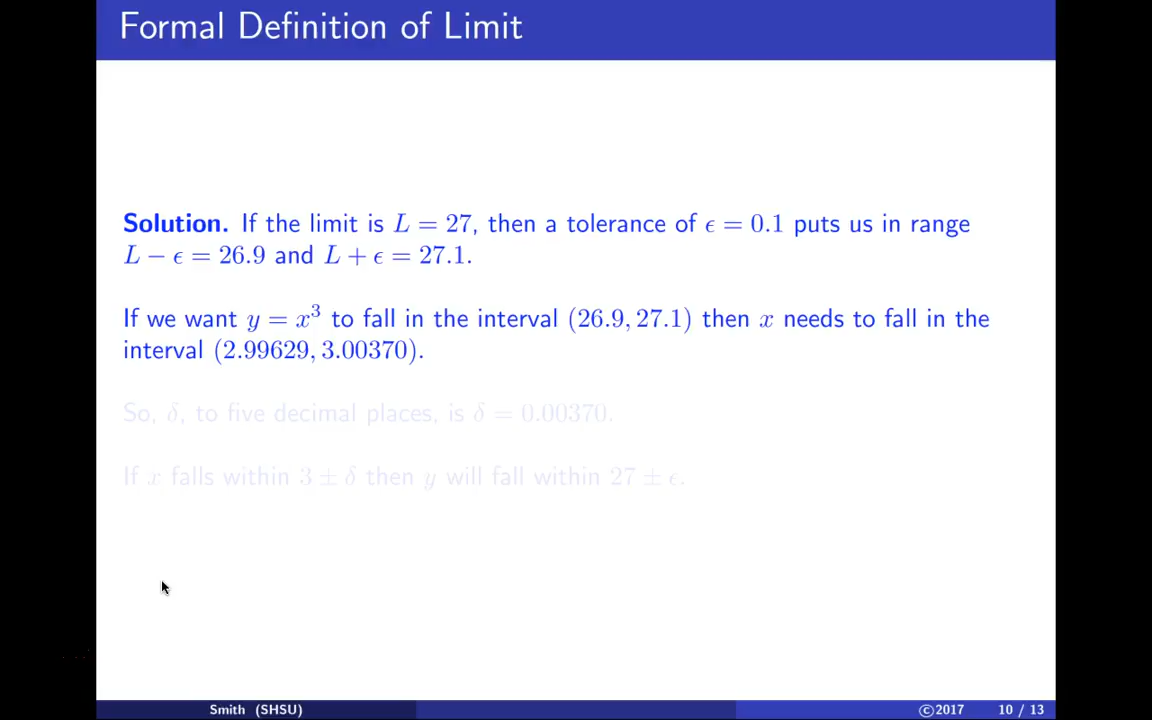 Formal Definition of Limit
Solution. If the limit is L = 27, then a tolerance of ϵ = 0.1 puts us in range
L − ϵ = 26.9 and L + ϵ = 27.1.
If we want y = x³ to fall in the interval (26.9, 27.1) then x needs to fall in the
interval (2.99629, 3.00370).
So, δ, to five decimal places, is δ = 0.00370.
If x falls within 3 ± δ then y will fall within 27 ± ϵ.
Smith (SHSU) ©2017 10 / 13